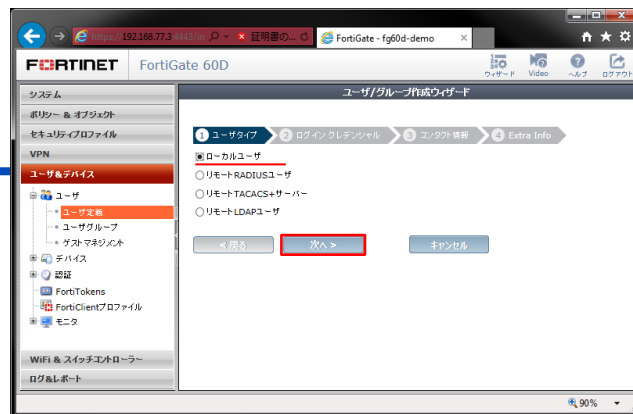 https://192.168.77.3:4443/in
証明書の...
FortiGate - fg60d-demo
FORTINET
FortiGate 60D
ウィザード
Video
ヘルプ
ログアウト
システム
ポリシー & オブジェクト
セキュリティプロファイル
VPN
ユーザ&デバイス
ユーザ
ユーザ定義
ユーザグループ
ゲストマネジメント
デバイス
認証
FortiTokens
FortiClientプロファイル
モニタ
WiFi & スイッチコントローラー
ログ&レポート
ユーザ/グループ作成ウィザード
1 ユーザタイプ 2 ログイン クレデンシャル 3 コンタクト情報 4 Extra Info
ローカルユーザ
リモートRADIUSユーザ
リモートTACACS+サーバー
リモートLDAPユーザ
< 戻る 次へ > キャンセル
90%